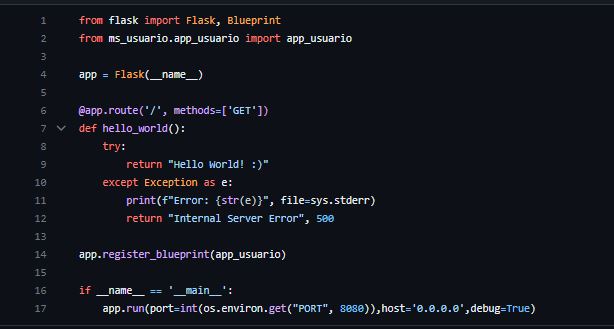 1 from flask import Flask, Blueprint
2 from ms_usuario.app_usuario import app_usuario
3
4 app = Flask(__name__)
5
6 @app.route('/', methods=['GET'])
7 def hello_world():
8     try:
9         return "Hello World! :)"
10     except Exception as e:
11         print(f"Error: {str(e)}", file=sys.stderr)
12         return "Internal Server Error", 500
13
14 app.register_blueprint(app_usuario)
15
16 if __name__ == '__main__':
17     app.run(port=int(os.environ.get("PORT", 8080)),host='0.0.0.0',debug=True)